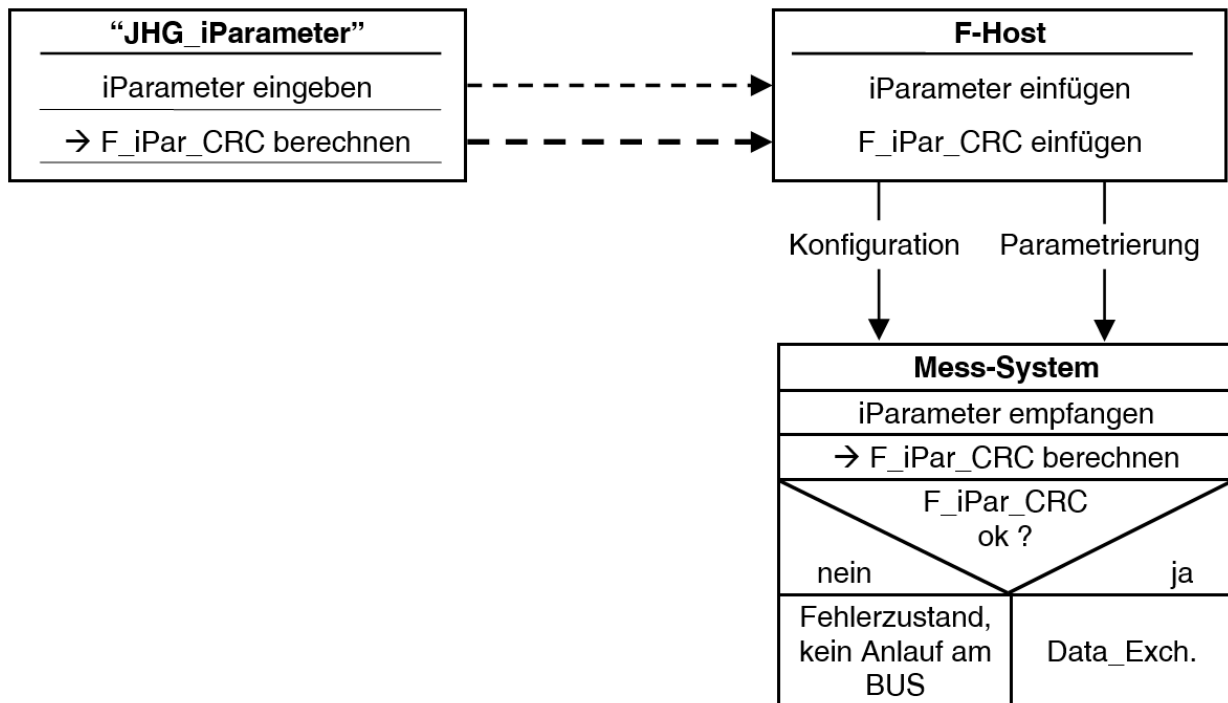 “JHG_iParameter”
iParameter eingeben
→ F_iPar_CRC berechnen
F-Host
iParameter einfügen
F_iPar_CRC einfügen
Konfiguration
Parametrierung
Mess-System
iParameter empfangen
→ F_iPar_CRC berechnen
F_iPar_CRC
ok ?
nein
ja
Fehlerzustand,
kein Anlauf am
BUS
Data_Exch.